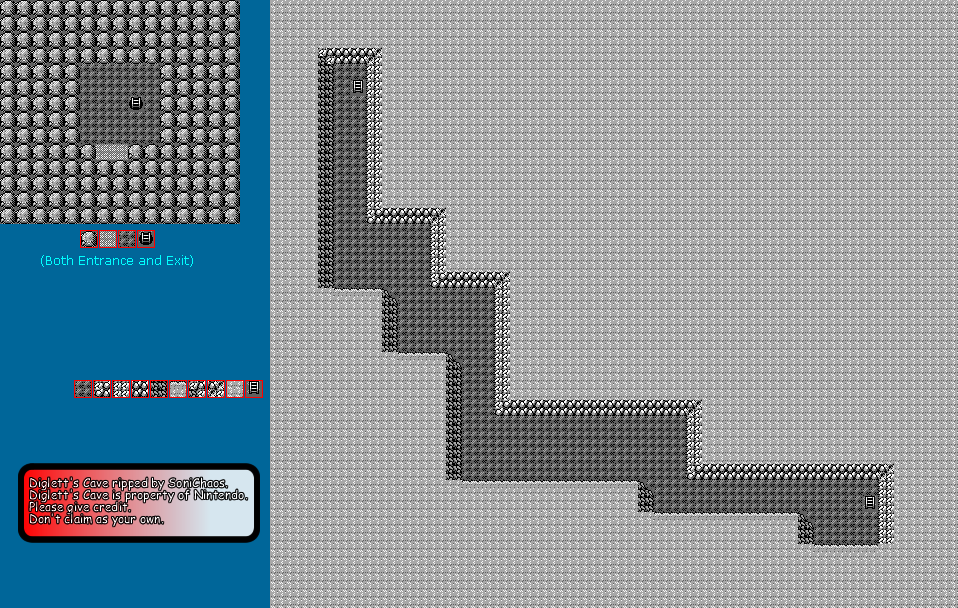 (Both Entrance and Exit)
Diglett's Cave ripped by SoniChaos.
Diglett's Cave is property of Nintendo.
Please give credit.
Don't claim as your own.